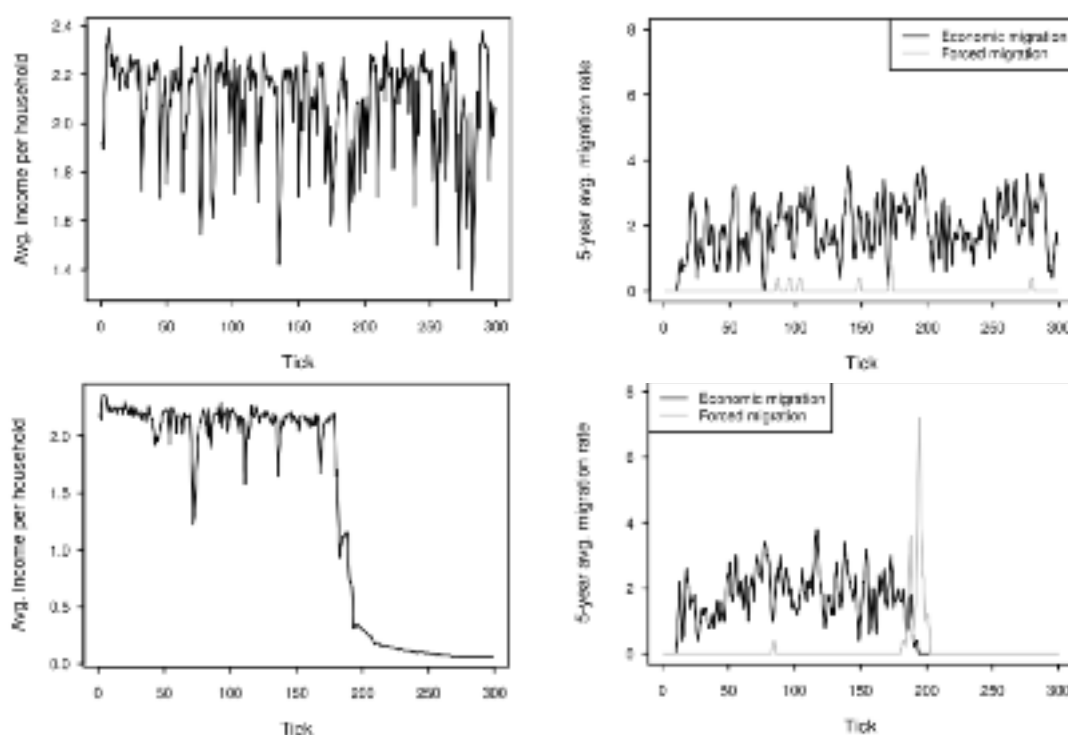 Avg. Income per household
2.4
2.2
2.0
1.8
1.6
1.4
0 50 100 150 200 250 300
Tick
5-year avg. migration rate
8
6
4
2
0
Economic migration
Forced migration
0 50 100 150 200 250 300
Tick
Avg. Income per household
2.0
1.5
1.0
0.5
0.0
0 50 100 150 200 250 300
Tick
5-year avg. migration rate
8
6
4
2
0
Economic migration
Forced migration
0 50 100 150 200 250 300
Tick